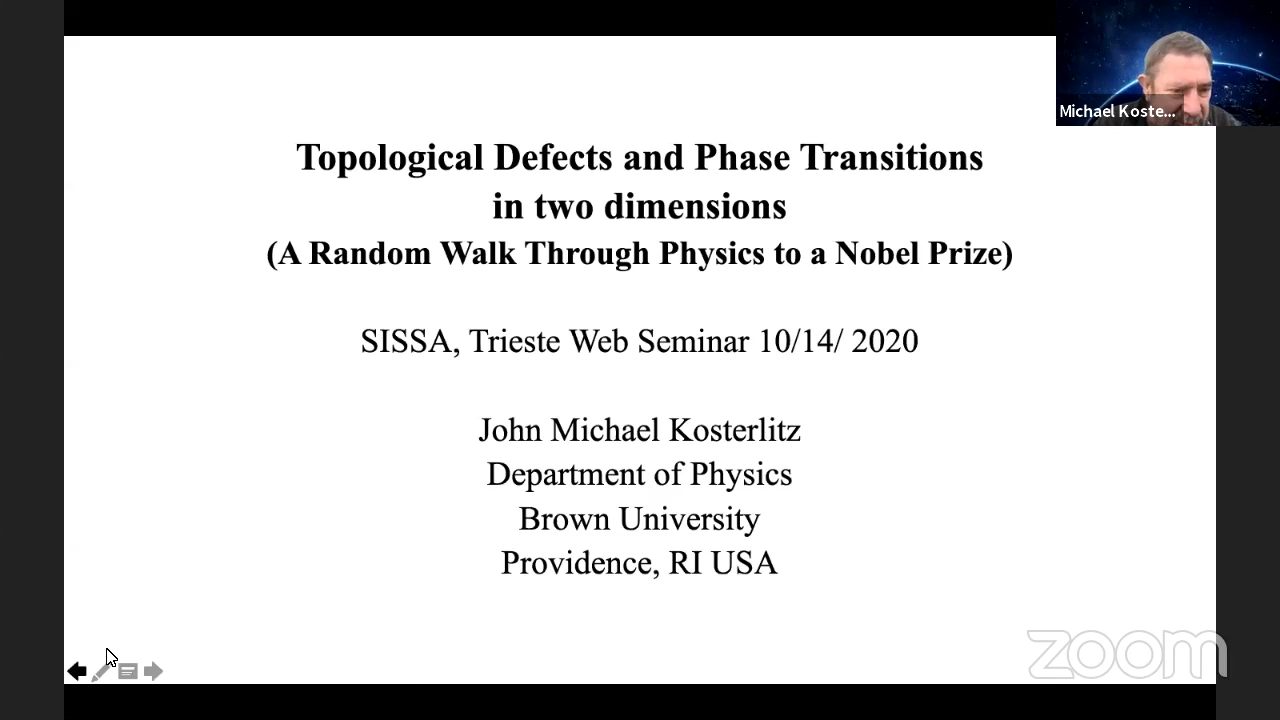 Michael Koste...
Topological Defects and Phase Transitions
in two dimensions
(A Random Walk Through Physics to a Nobel Prize)
SISSA, Trieste Web Seminar 10/14/ 2020
John Michael Kosterlitz
Department of Physics
Brown University
Providence, RI USA
zoom